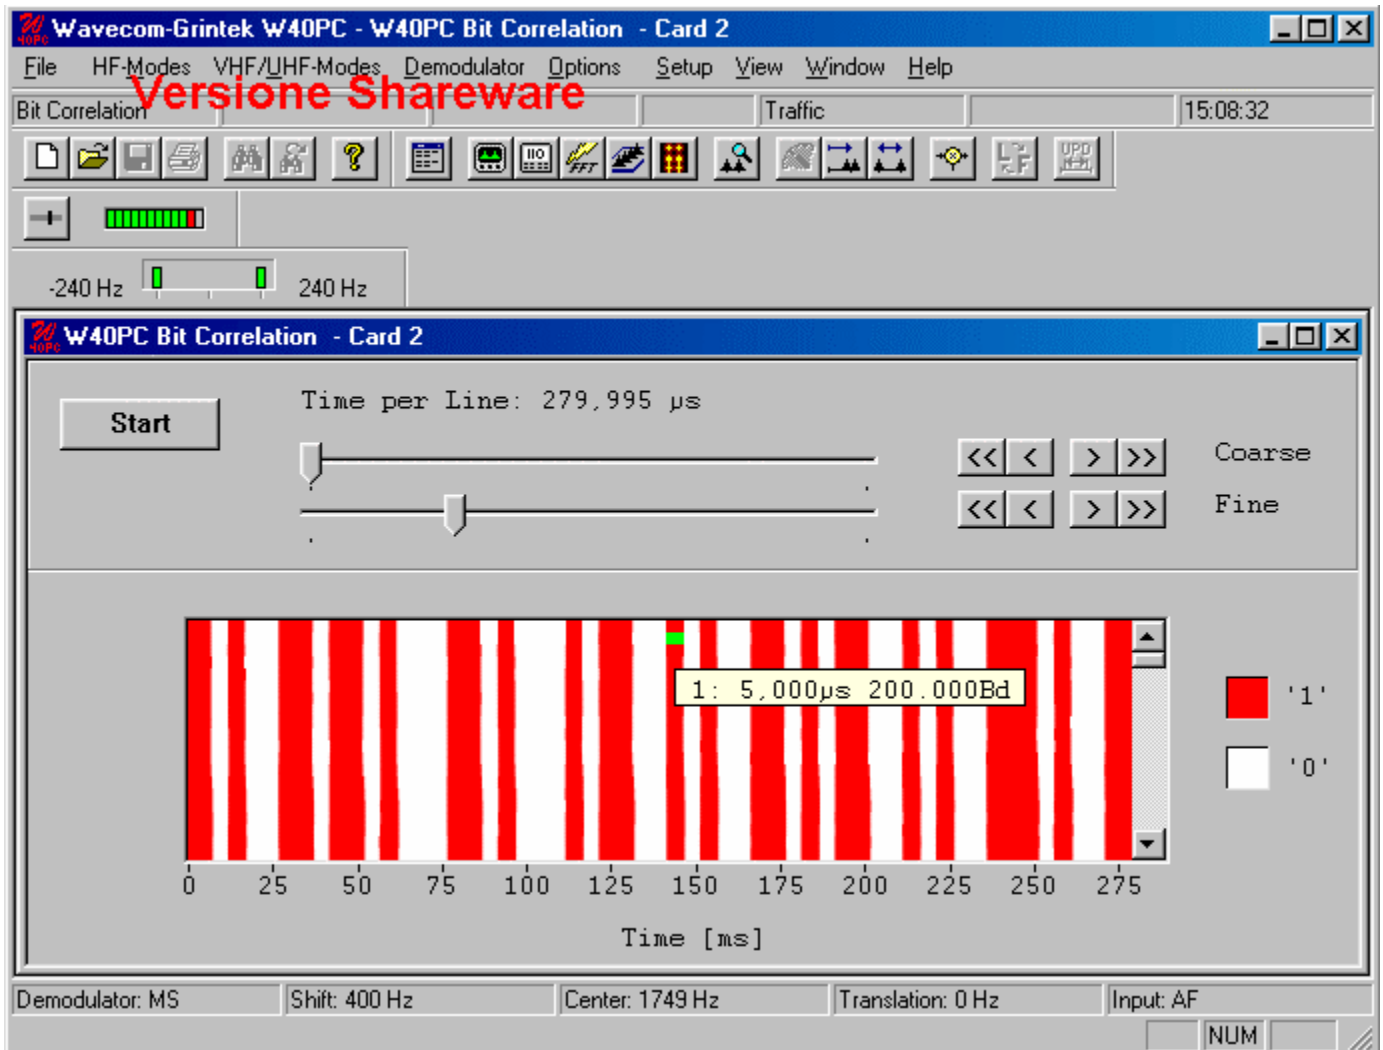 Wavecom-Grintek W40PC - W40PC Bit Correlation - Card 2
File HF-Modes VHF/UHF-Modes Demodulator Options Setup View Window Help
Versione Shareware
Bit Correlation Traffic 15:08:32
-240 Hz 240 Hz
W40PC Bit Correlation - Card 2
Start
Time per Line: 279,995 µs
<< < > >> Coarse
<< < > >> Fine
1: 5,000µs 200.000Bd
'1'
'0'
0 25 50 75 100 125 150 175 200 225 250 275
Time [ms]
Demodulator: MS Shift: 400 Hz Center: 1749 Hz Translation: 0 Hz Input: AF
NUM